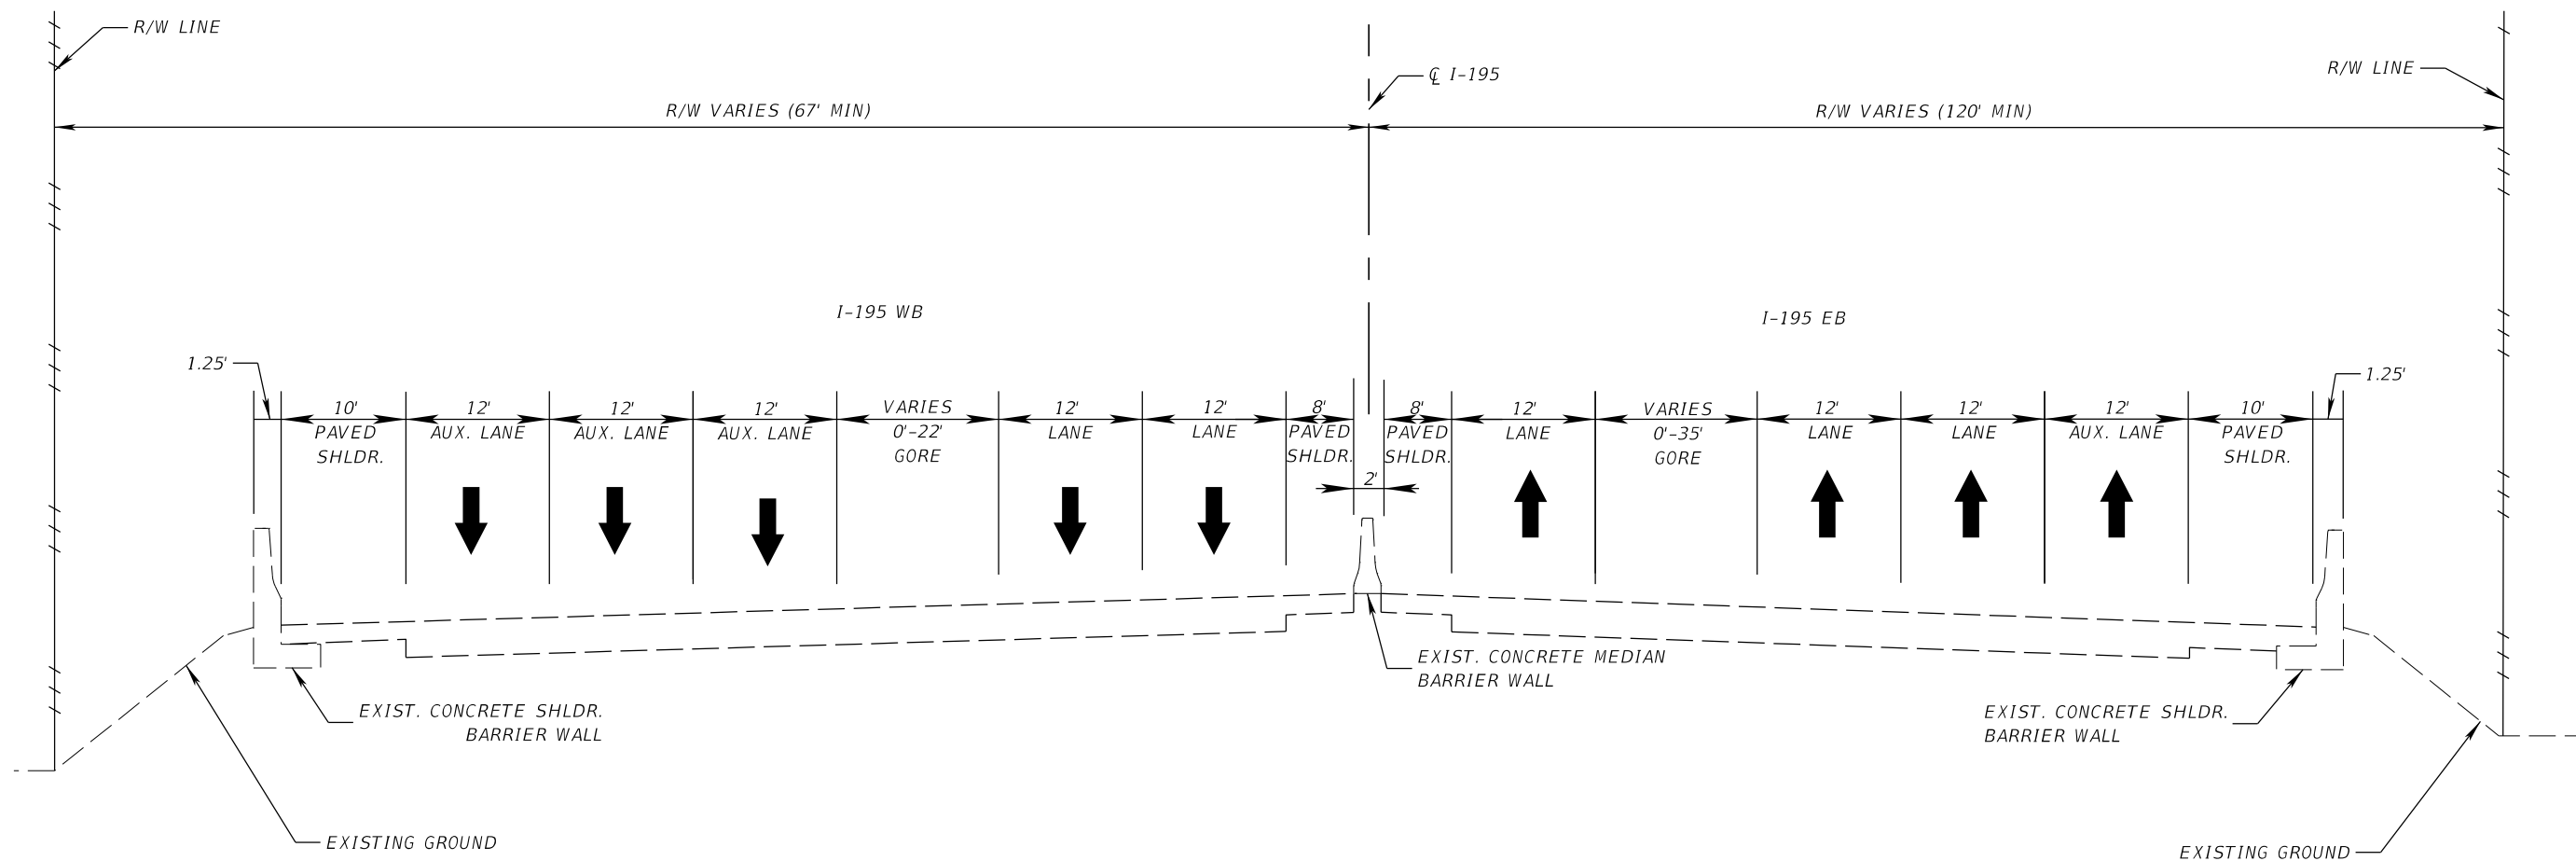 R/W LINE
℄ I-195
R/W LINE
R/W VARIES (67' MIN)
R/W VARIES (120' MIN)
I-195 WB
I-195 EB
1.25'
10'
PAVED
SHLDR.
12'
AUX. LANE
12'
AUX. LANE
12'
AUX. LANE
VARIES
0'-22'
GORE
12'
LANE
12'
LANE
8'
PAVED
SHLDR.
2'
8'
PAVED
SHLDR.
12'
LANE
VARIES
0'-35'
GORE
12'
LANE
12'
LANE
12'
AUX. LANE
10'
PAVED
SHLDR.
1.25'
EXIST. CONCRETE MEDIAN
BARRIER WALL
EXIST. CONCRETE SHLDR.
BARRIER WALL
EXIST. CONCRETE SHLDR.
BARRIER WALL
EXISTING GROUND
EXISTING GROUND